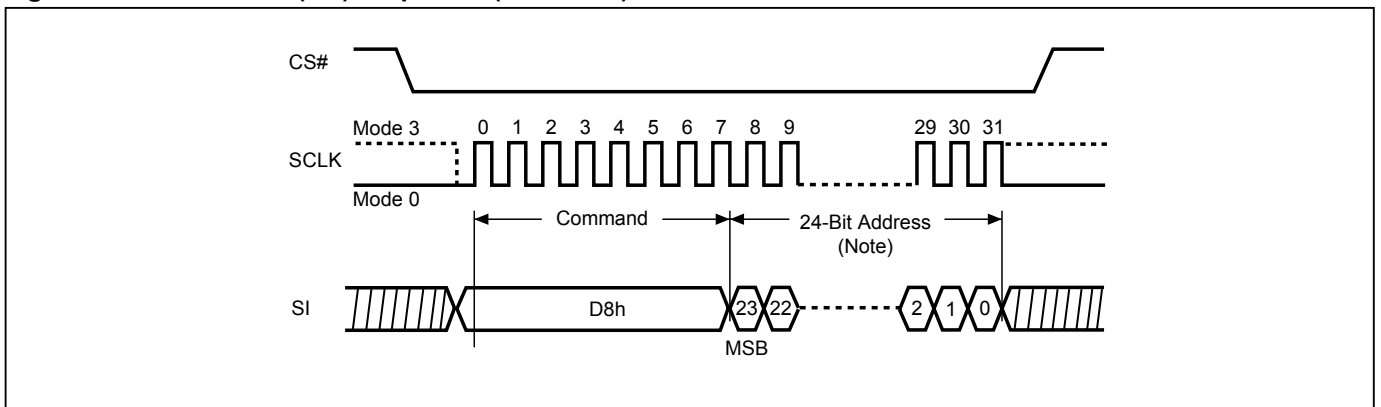 CS#
Mode 3
0 1 2 3 4 5 6 7 8 9 29 30 31
SCLK
Mode 0
Command
24-Bit Address
(Note)
SI
D8h
23 22 2 1 0
MSB